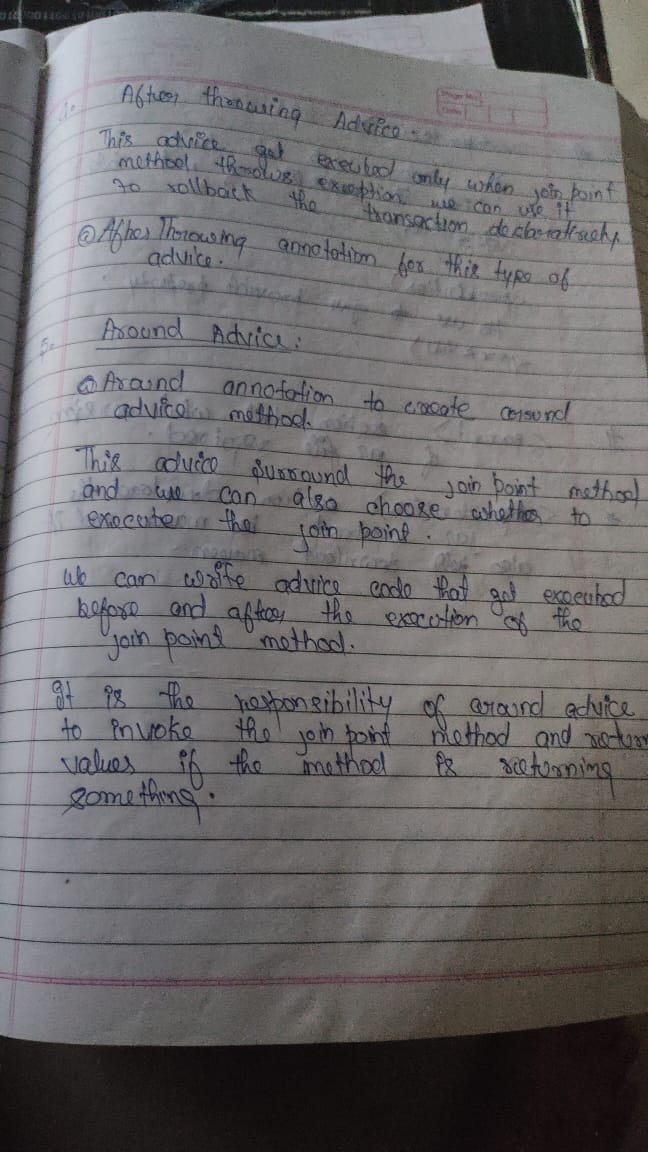 4. After throwing Advice:
This advice get executed only when join point
method throws exception we can use it
to rollback the transaction declaratively.
@After Throwing annotation for this type of
advice.
5. Around Advice:
@Around annotation to create around
advice method.
This advice surround the join point method
and we can also choose whether to
execute the join point.
We can write advice code that get executed
before and after the execution of the
join point method.
It is the responsibility of around advice
to invoke the join point method and return
values if the method is returning
something.